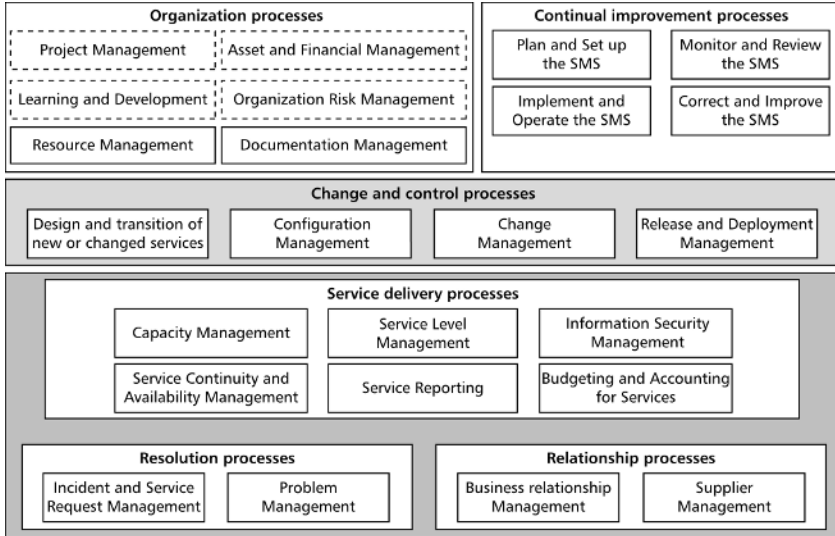 Organization processes
Project Management
Asset and Financial Management
Learning and Development
Organization Risk Management
Resource Management
Documentation Management
Continual improvement processes
Plan and Set up
the SMS
Monitor and Review
the SMS
Implement and
Operate the SMS
Correct and Improve
the SMS
Change and control processes
Design and transition of
new or changed services
Configuration
Management
Change
Management
Release and Deployment
Management
Service delivery processes
Capacity Management
Service Level
Management
Information Security
Management
Service Continuity and
Availability Management
Service Reporting
Budgeting and Accounting
for Services
Resolution processes
Incident and Service
Request Management
Problem
Management
Relationship processes
Business relationship
Management
Supplier
Management